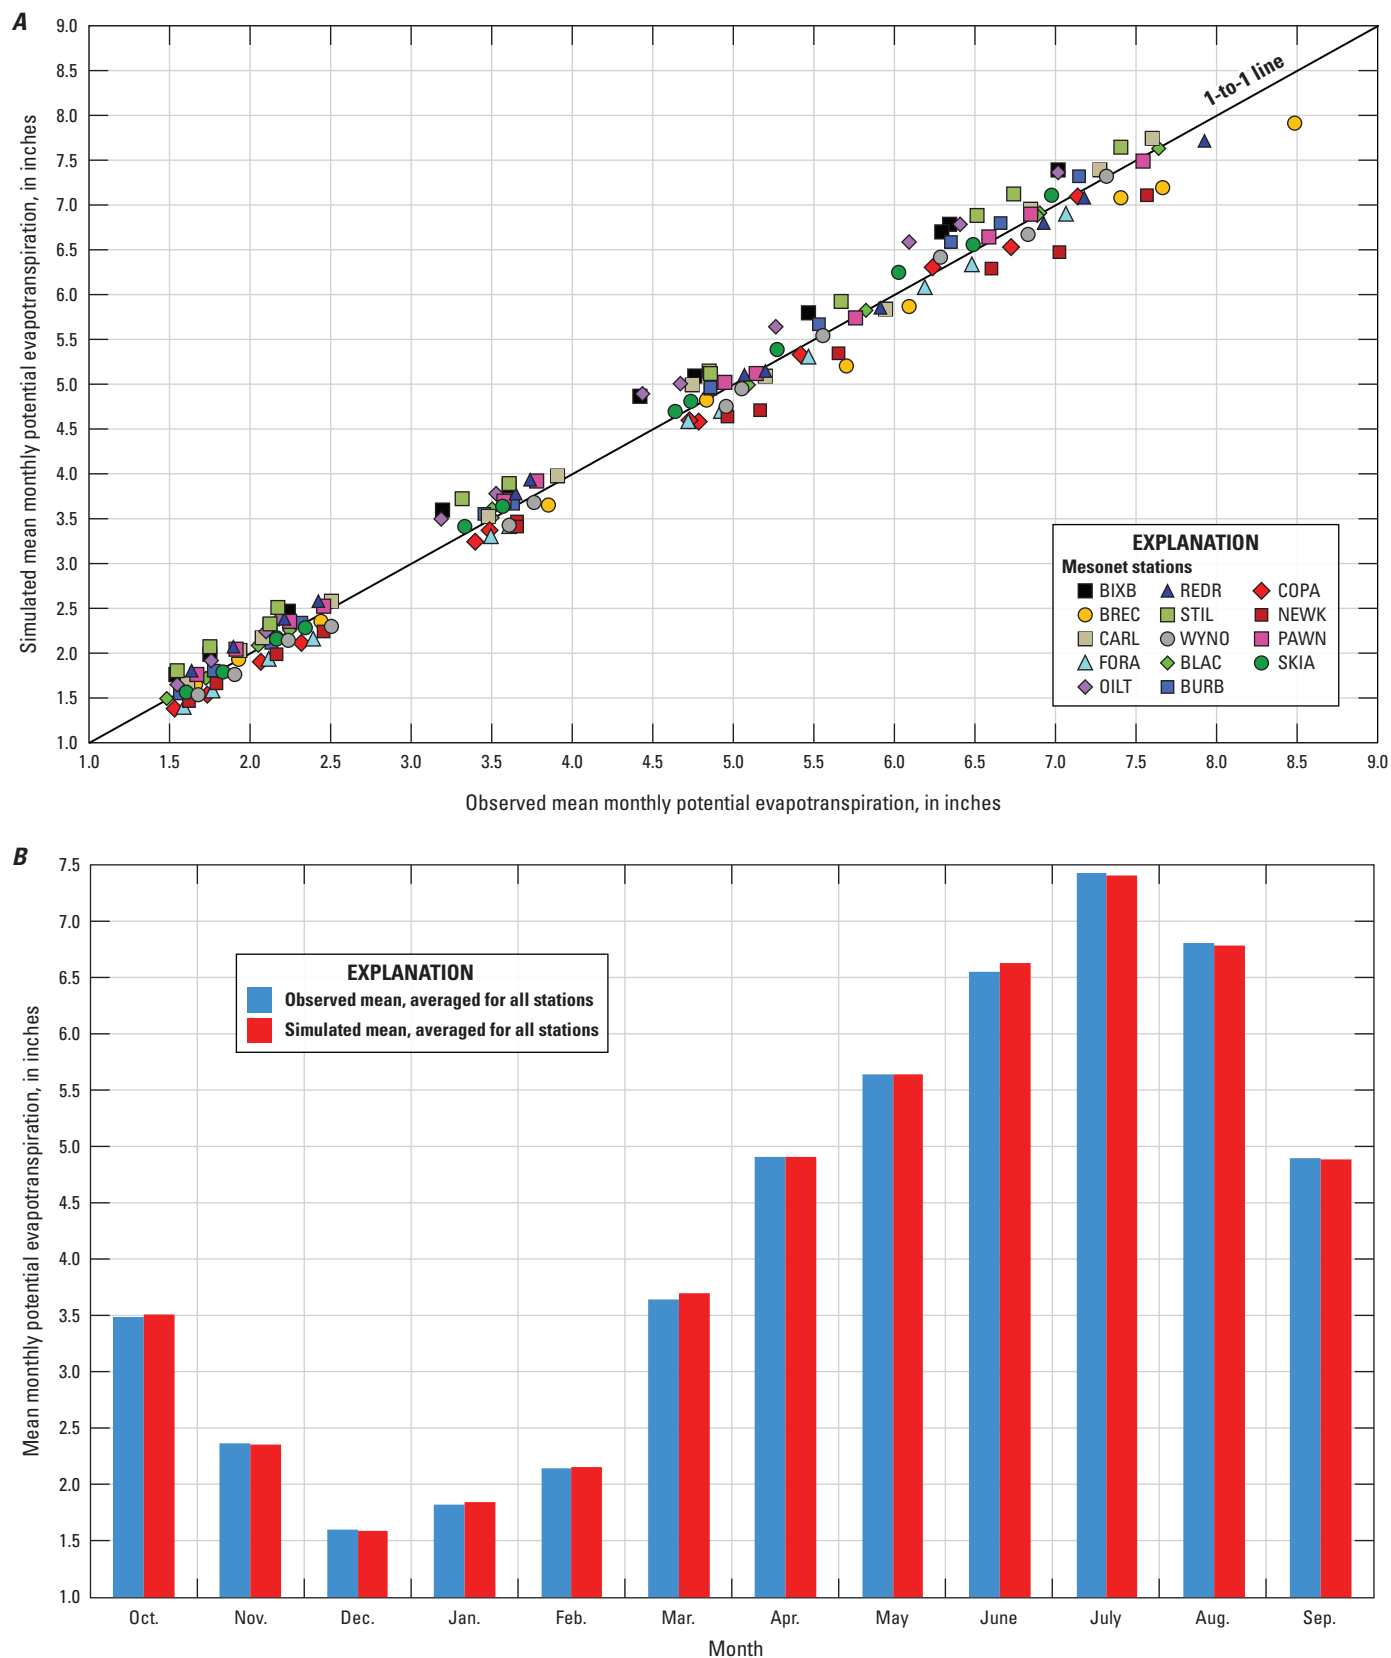 A
9.0
8.5
8.0
7.5
7.0
6.5
6.0
5.5
5.0
4.5
4.0
3.5
3.0
2.5
2.0
1.5
1.0
Simulated mean monthly potential evapotranspiration, in inches
1-to-1 line
EXPLANATION
Mesonet stations
BIXB REDR COPA
BREC STIL NEWK
CARL WYNO PAWN
FORA BLAC SKIA
OILT BURB
1.0 1.5 2.0 2.5 3.0 3.5 4.0 4.5 5.0 5.5 6.0 6.5 7.0 7.5 8.0 8.5 9.0
Observed mean monthly potential evapotranspiration, in inches
B
7.5
7.0
6.5
6.0
5.5
5.0
4.5
4.0
3.5
3.0
2.5
2.0
1.5
1.0
Mean monthly potential evapotranspiration, in inches
EXPLANATION
Observed mean, averaged for all stations
Simulated mean, averaged for all stations
Oct. Nov. Dec. Jan. Feb. Mar. Apr. May June July Aug. Sep.
Month